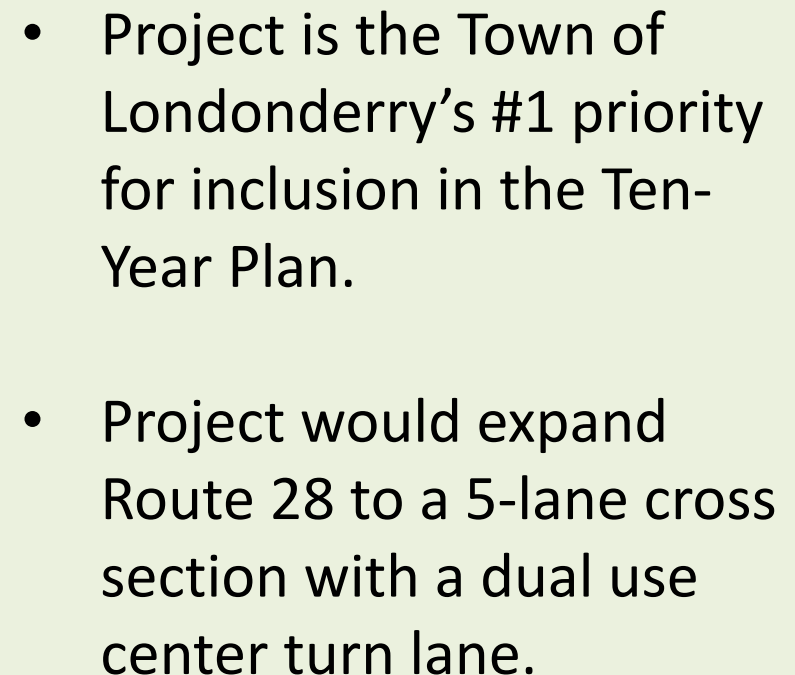 • Project is the Town of
Londonderry’s #1 priority
for inclusion in the Ten-
Year Plan.
• Project would expand
Route 28 to a 5-lane cross
section with a dual use
center turn lane.